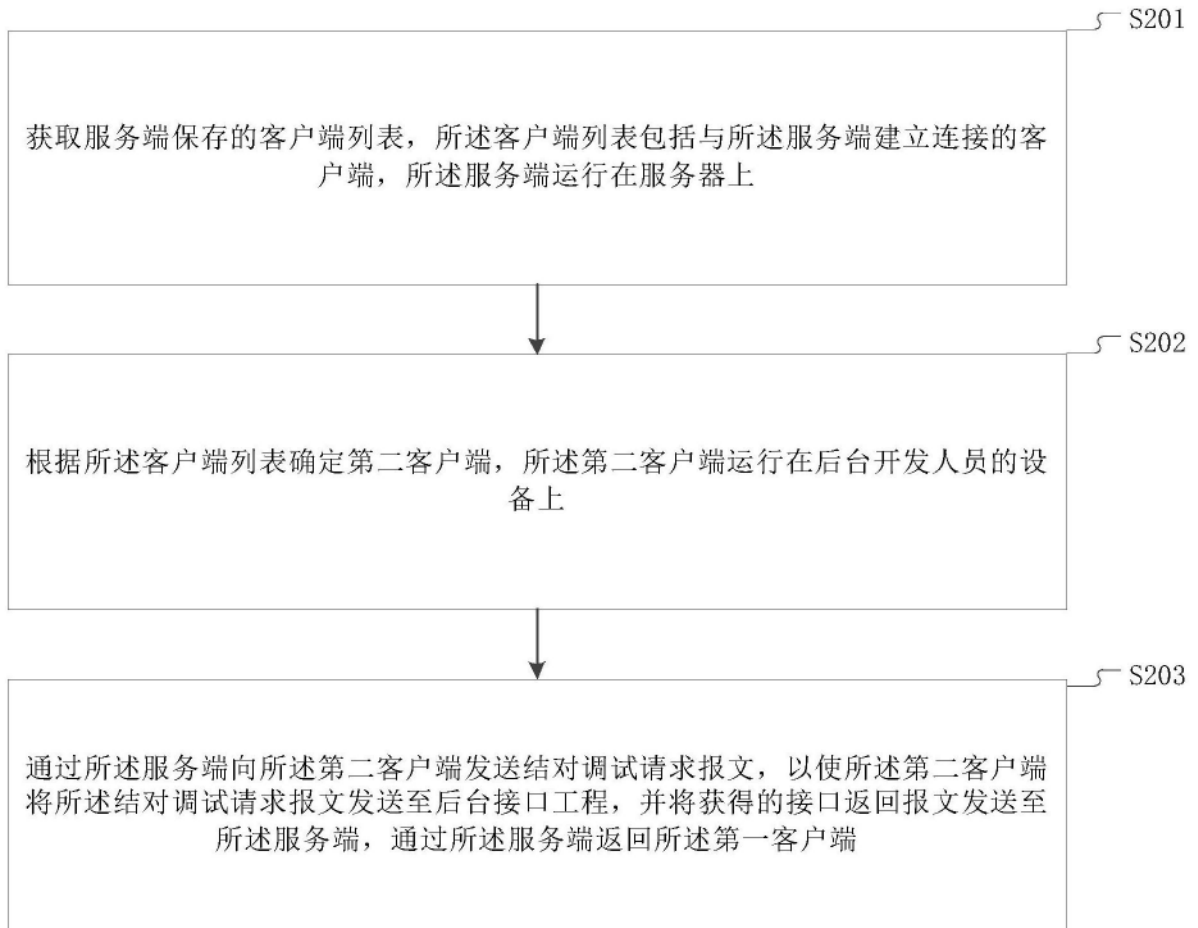 S201
获取服务端保存的客户端列表，所述客户端列表包括与所述服务端建立连接的客
户端，所述服务端运行在服务器上
S202
根据所述客户端列表确定第二客户端，所述第二客户端运行在后台开发人员的设
备上
S203
通过所述服务端向所述第二客户端发送结对调试请求报文，以使所述第二客户端
将所述结对调试请求报文发送至后台接口工程，并将获得的接口返回报文发送至
所述服务端，通过所述服务端返回所述第一客户端